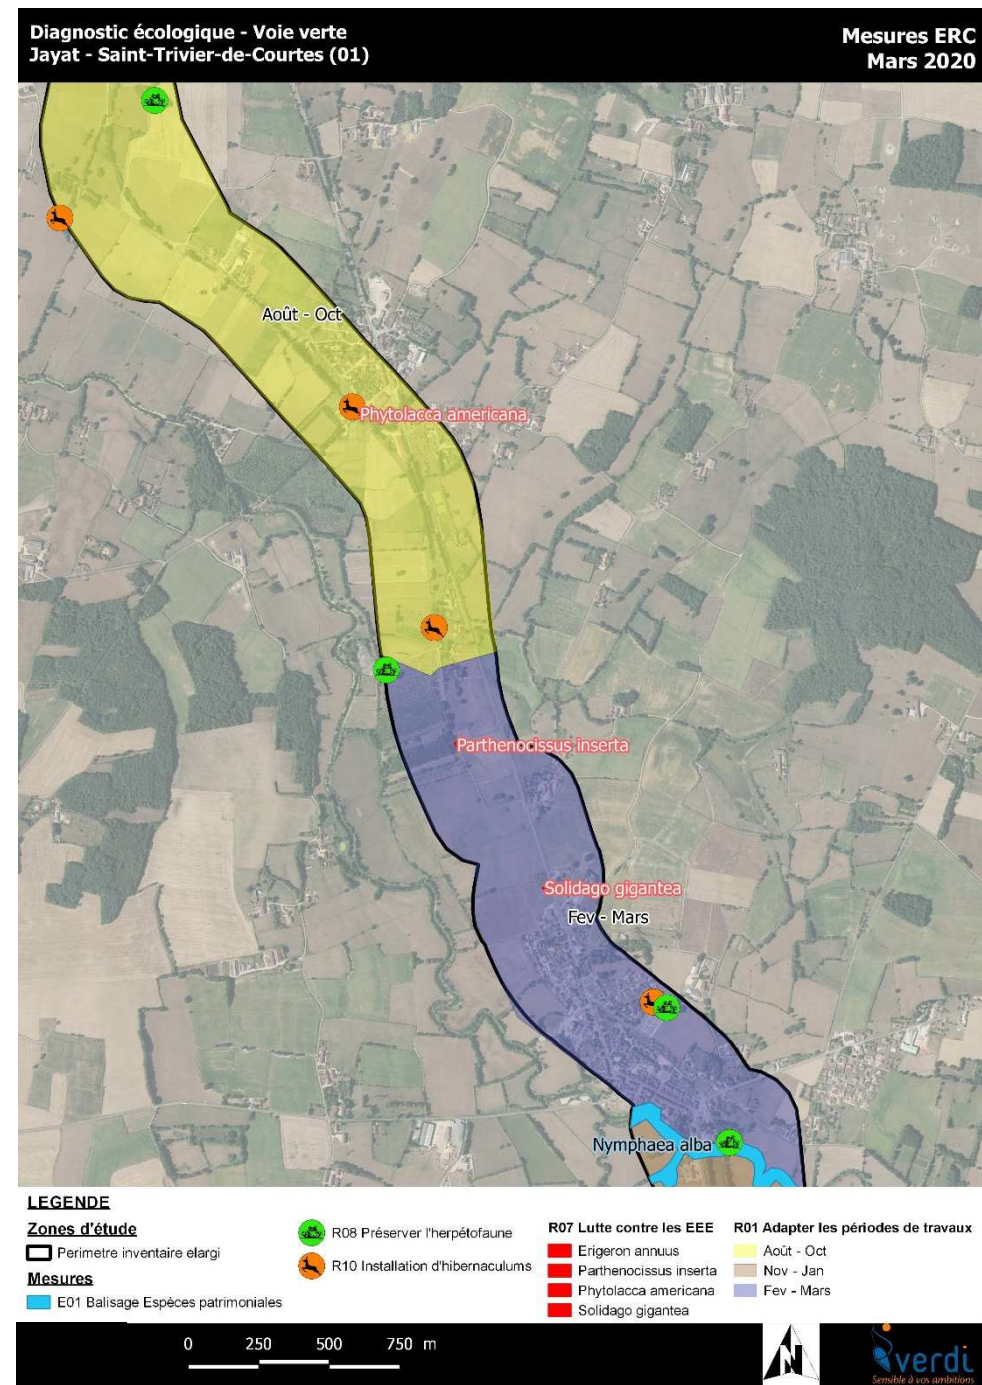 Diagnostic écologique - Voie verte
Jayat - Saint-Trivier-de-Courtes (01)
Mesures ERC
Mars 2020
Août - Oct
Phytolacca americana
Parthenocissus inserta
Solidago gigantea
Fev - Mars
Nymphaea alba
LEGENDE
Zones d'étude
Perimetre inventaire elargi
Mesures
E01 Balisage Espèces patrimoniales
R08 Préserver l'herpétofaune
R10 Installation d'hibernaculums
R07 Lutte contre les EEE
Erigeron annuus
Parthenocissus inserta
Phytolacca americana
Solidago gigantea
R01 Adapter les périodes de travaux
Août - Oct
Nov - Jan
Fev - Mars
0 250 500 750 m
N
verdi
Sensible à vos ambitions